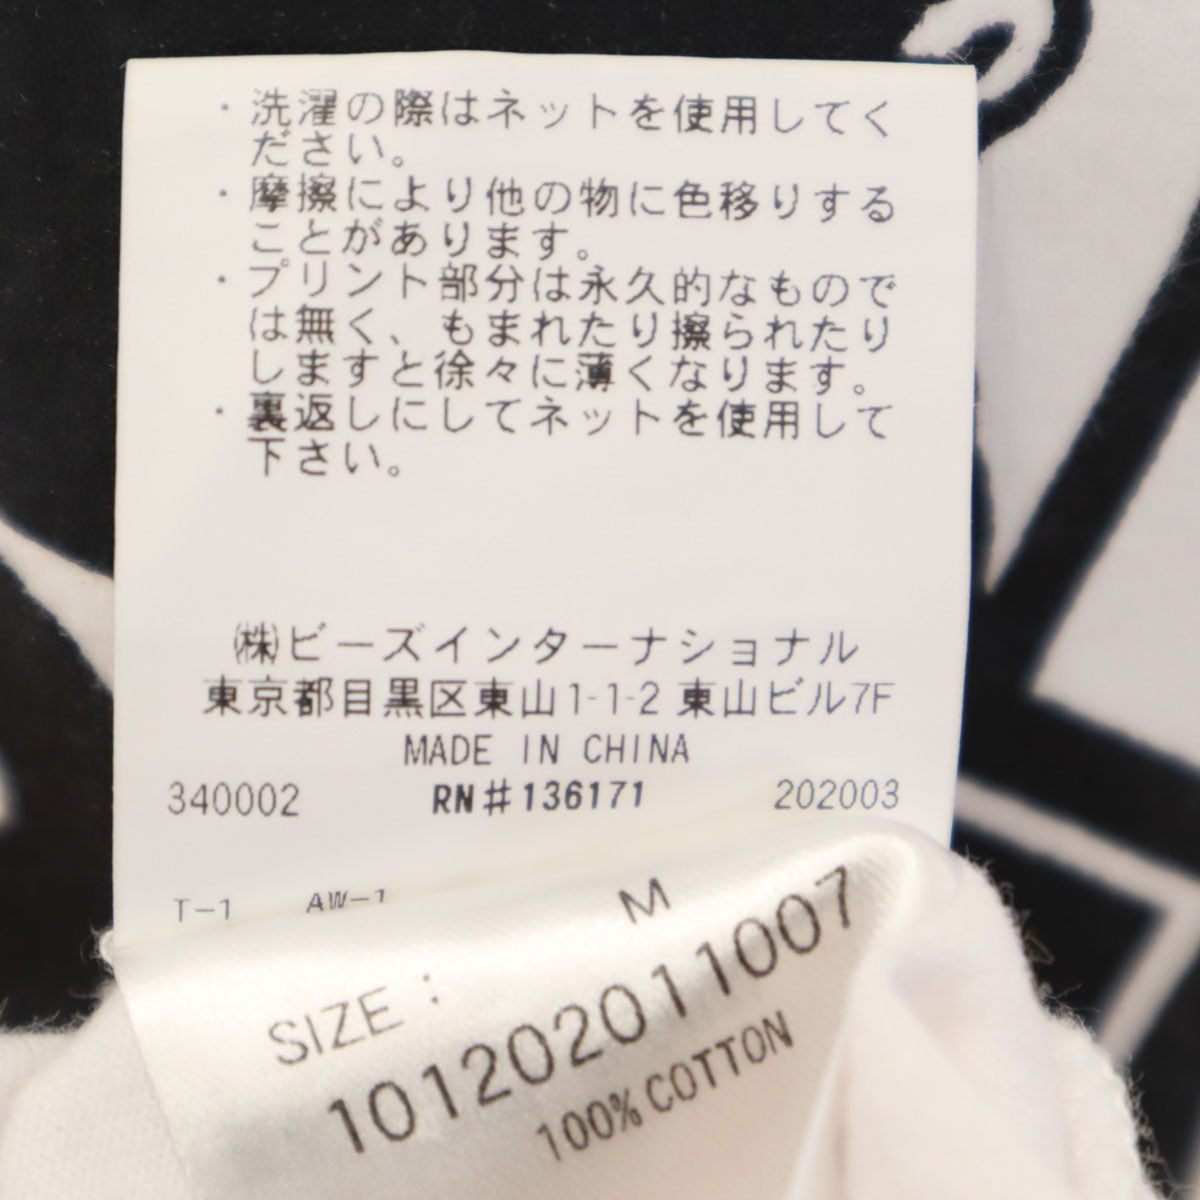 ・洗濯の際はネットを使用してく
ださい。
・摩擦により他の物に色移りする
ことがあります。
・プリント部分は永久的なもので
は無く、もまれたり擦られたり
しますと徐々に薄くなります。
・裏返しにしてネットを使用して
下さい。
㈱ビーズインターナショナル
東京都目黒区東山1-1-2 東山ビル7F
MADE IN CHINA
340002 RN#136171 202003
T-1 AW-1
SIZE : M
101202011007
100% COTTON